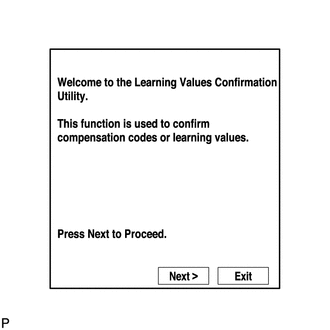 Welcome to the Learning Values Confirmation
Utility.
This function is used to confirm
compensation codes or learning values.
Press Next to Proceed.
Next > Exit
P